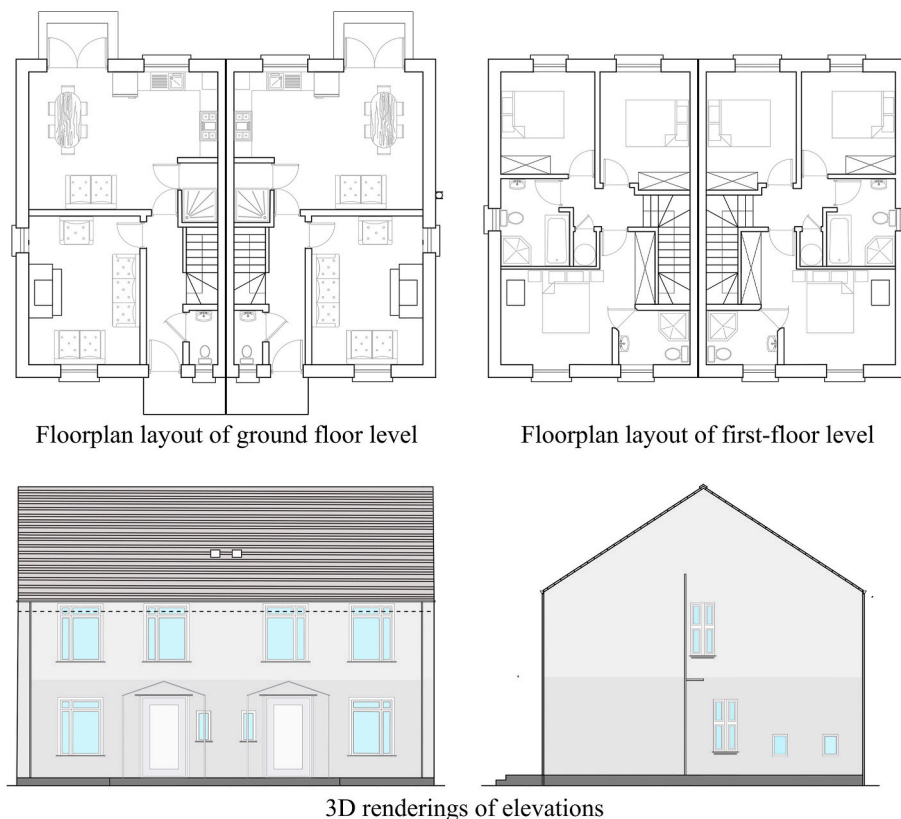 Floorplan layout of ground floor level
Floorplan layout of first-floor level
3D renderings of elevations